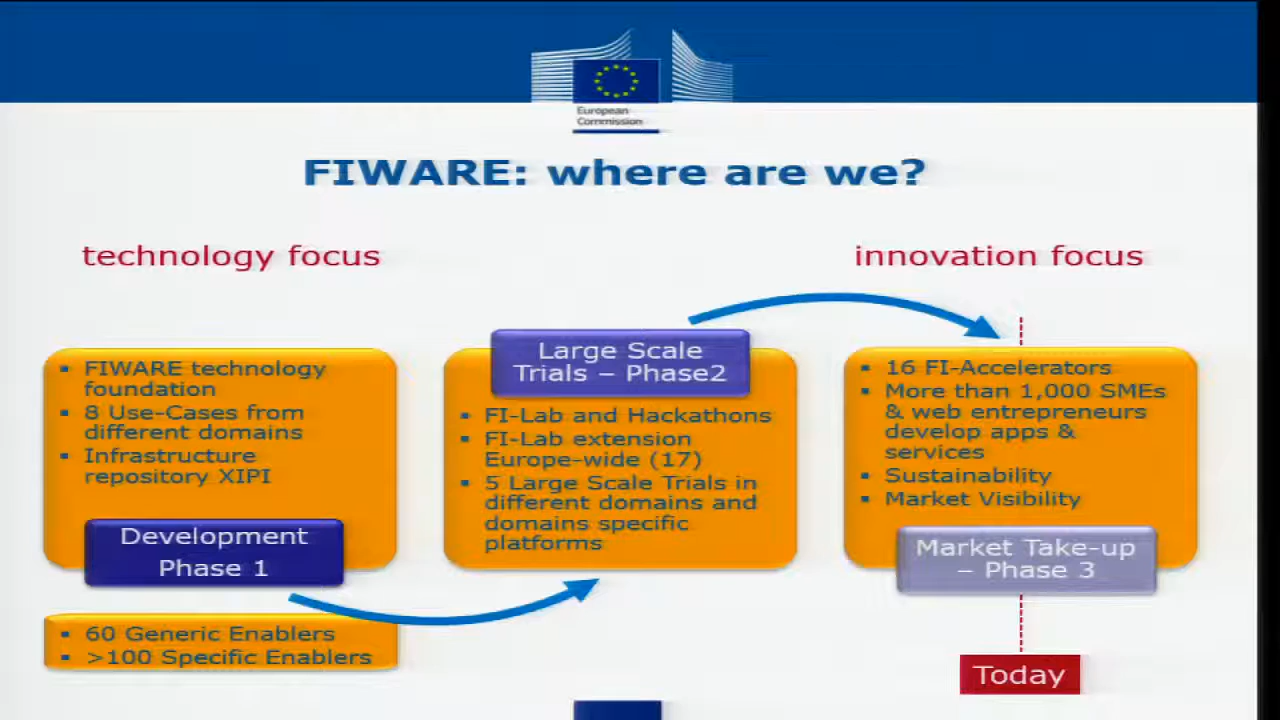 European
Commission
FIWARE: where are we?
technology focus
innovation focus
▪ FIWARE technology
foundation
▪ 8 Use-Cases from
different domains
▪ Infrastructure
repository XIPI
Development
Phase 1
▪ 60 Generic Enablers
▪ >100 Specific Enablers
Large Scale
Trials – Phase2
▪ FI-Lab and Hackathons
▪ FI-Lab extension
Europe-wide (17)
▪ 5 Large Scale Trials in
different domains and
domains specific
platforms
▪ 16 FI-Accelerators
▪ More than 1,000 SMEs
& web entrepreneurs
develop apps &
services
▪ Sustainability
▪ Market Visibility
Market Take-up
– Phase 3
Today